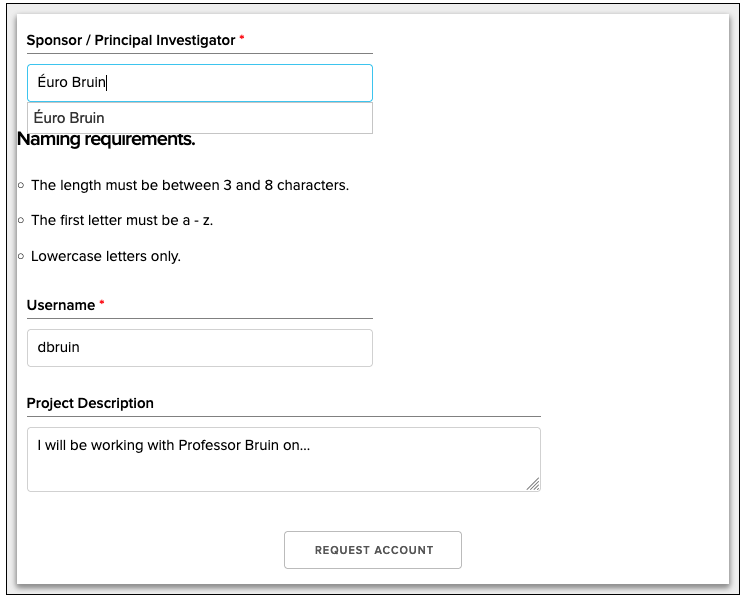 Sponsor / Principal Investigator *
Éuro Bruin
Éuro Bruin
Naming requirements.
The length must be between 3 and 8 characters.
The first letter must be a - z.
Lowercase letters only.
Username *
dbruin
Project Description
I will be working with Professor Bruin on...
REQUEST ACCOUNT